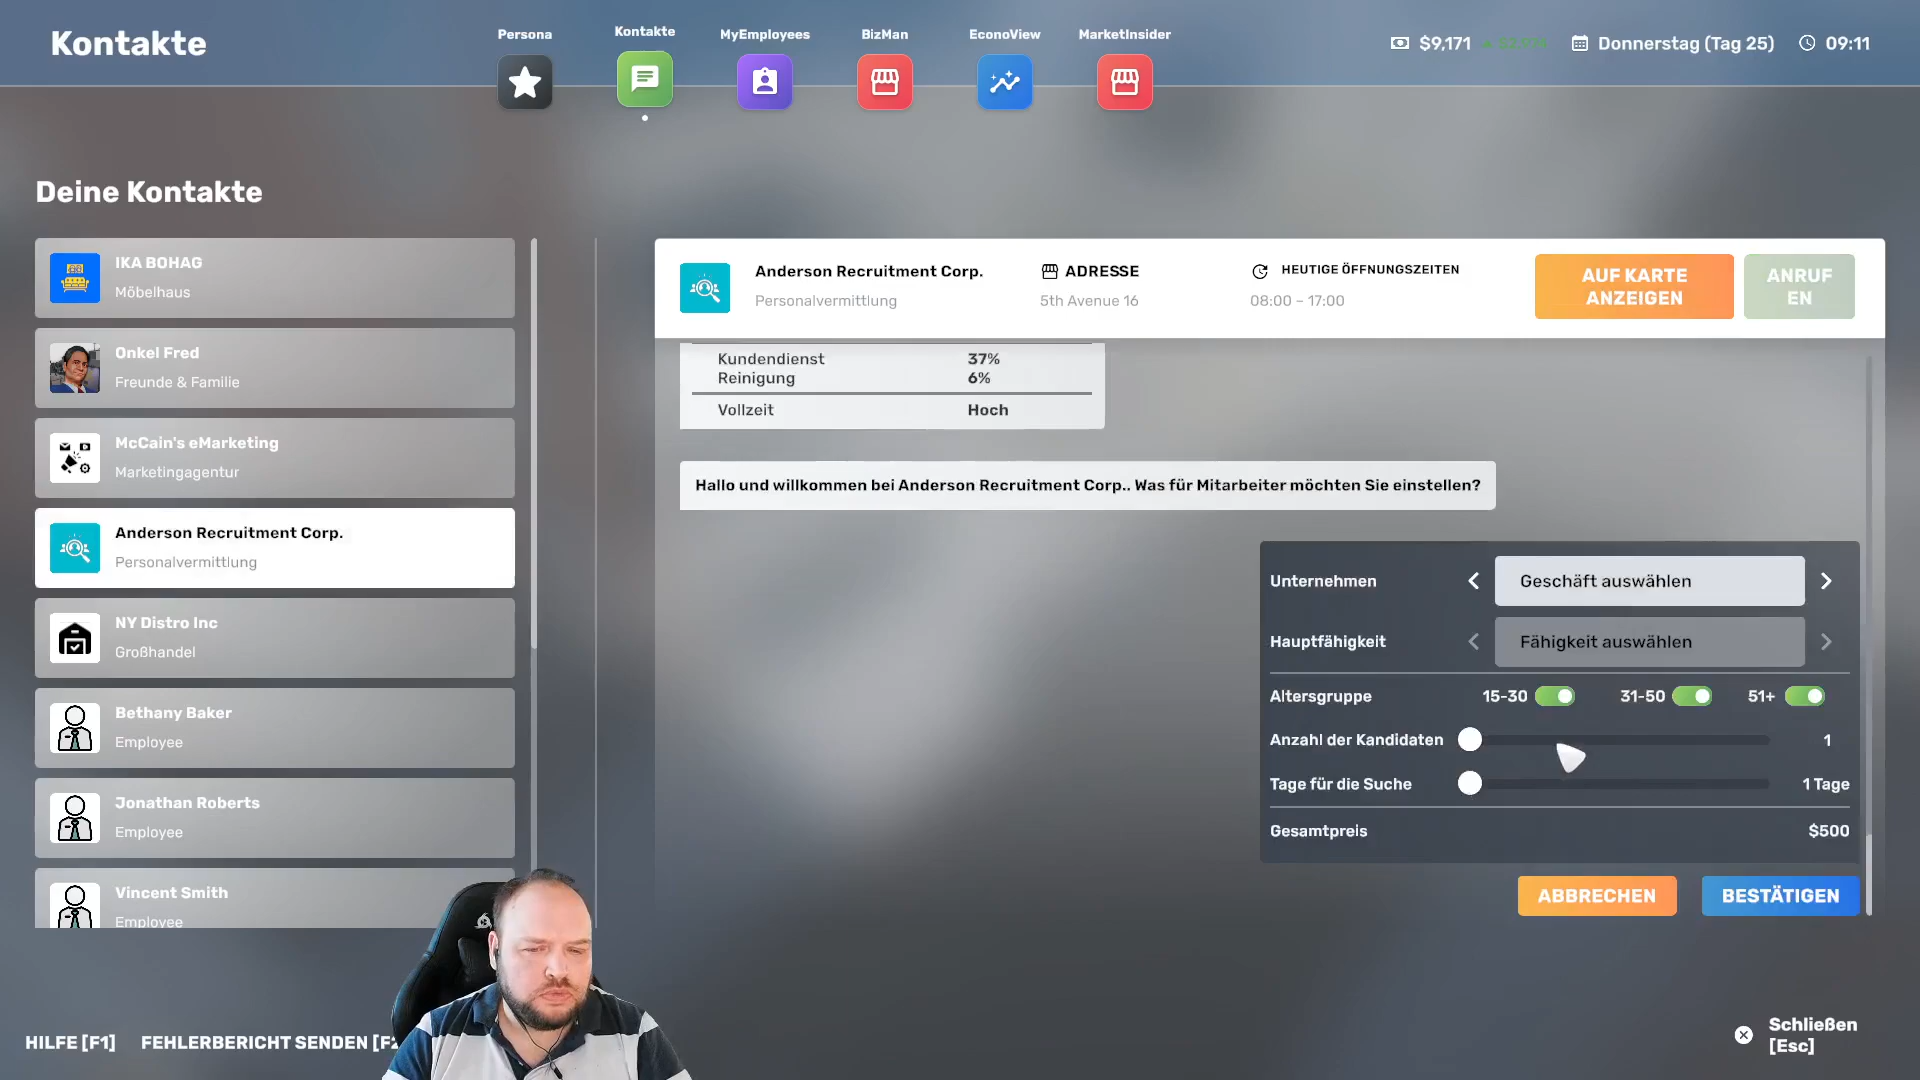 Kontakte
Persona
Kontakte
MyEmployees
BizMan
EconoView
MarketInsider
$9,171
Donnerstag (Tag 25)
09:11
Deine Kontakte
IKA BOHAG
Möbelhaus
Onkel Fred
Freunde & Familie
McCain's eMarketing
Marketingagentur
Anderson Recruitment Corp.
Personalvermittlung
NY Distro Inc
Großhandel
Bethany Baker
Employee
Jonathan Roberts
Employee
Vincent Smith
Employee
Anderson Recruitment Corp.
Personalvermittlung
ADRESSE
5th Avenue 16
HEUTIGE ÖFFNUNGSZEITEN
08:00 – 17:00
AUF KARTE
ANZEIGEN
ANRUF
EN
Kundendienst 37%
Reinigung 6%
Vollzeit Hoch
Hallo und willkommen bei Anderson Recruitment Corp.. Was für Mitarbeiter möchten Sie einstellen?
Unternehmen Geschäft auswählen
Hauptfähigkeit Fähigkeit auswählen
Altersgruppe 15-30 31-50 51+
Anzahl der Kandidaten 1
Tage für die Suche 1 Tage
Gesamtpreis $500
ABBRECHEN
BESTÄTIGEN
HILFE [F1]
FEHLERBERICHT SENDEN
Schließen
[Esc]